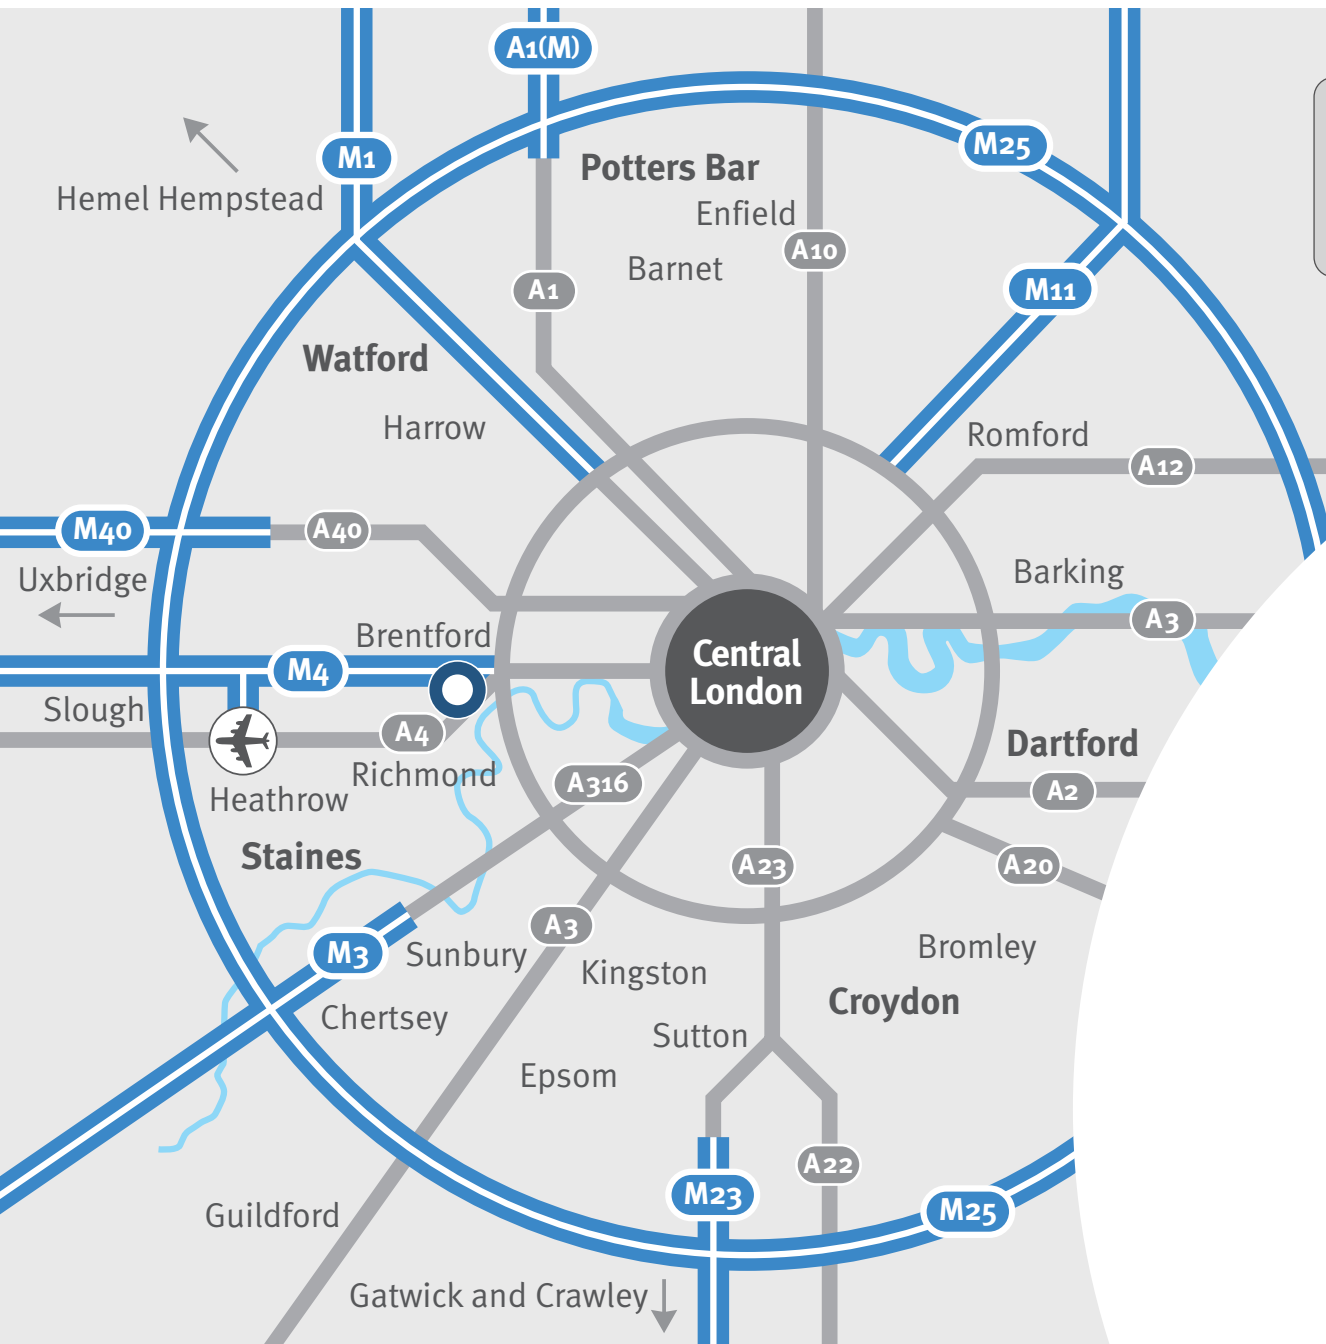 A1(M)
M25
M1
Potters Bar
Hemel Hempstead
Enfield
A10
Barnet
A1
M11
Watford
Harrow
Romford
A12
M40
A40
Uxbridge
Barking
A3
Brentford
Central
London
M4
Slough
A4
Dartford
Richmond
A316
A2
Heathrow
Staines
A23
A20
A3
M3
Sunbury
Bromley
Kingston
Croydon
Chertsey
Sutton
Epsom
A22
M23
M25
Guildford
Gatwick and Crawley